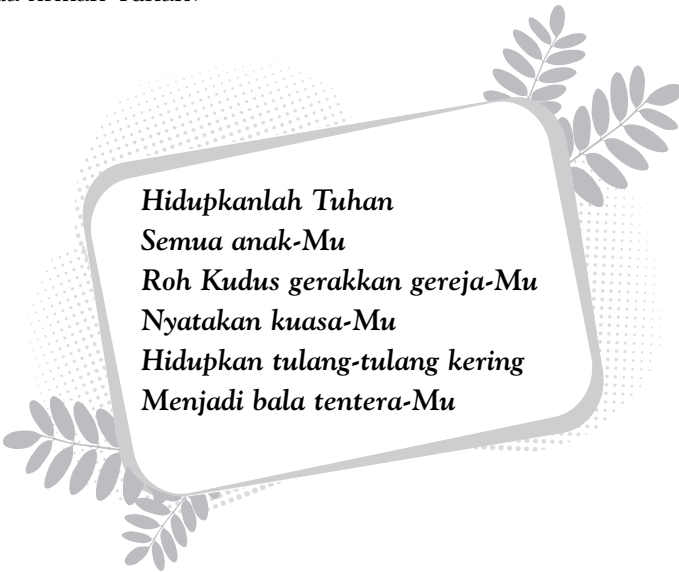 Hidupkanlah Tuhan
Semua anak-Mu
Roh Kudus gerakkan gereja-Mu
Nyatakan kuasa-Mu
Hidupkan tulang-tulang kering
Menjadi bala tentera-Mu